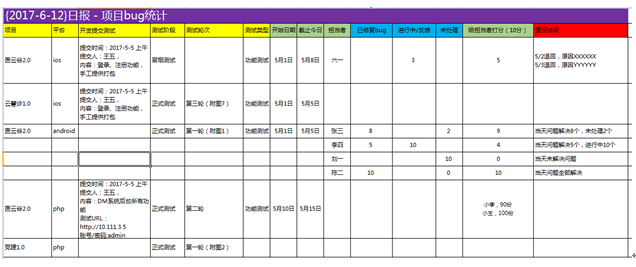 (2017-6-12)日报 - 项目bug统计
项目 平台 开发提交测试 测试阶段 测试轮次 测试类型 开始日期 截止今日 担当者 已修复bug 进行中/反馈 未处理 给担当者打分（10分）
医云谷2.0 ios 提交时间：2017-5-5 上午
提交人：王五，
内容：登录、注册功能，
手工提供打包 冒烟测试 功能测试 5月1日 5月8日 六一 3 5 5/2退回，原因XXXXXX
5/3退回，原因YYYYYY
云医诊1.0 ios 提交时间：2017-5-5 上午
提交人：王五，
内容：登录、注册功能，
手工提供打包 正式测试 第三轮（附图7） 功能测试 5月1日 5月5日
医云谷2.0 android 正式测试 第一轮（附图1） 功能测试 5月1日 5月5日 张三 8 2 9 当天问题解决8个，未处理2个
李四 5 10 4 当天问题解决5个，进行中10个
刘一 10 0 当天未解决问题
陈二 10 0 10 当天问题全部解决
医云谷2.0 php 提交时间：2017-5-5 上午
提交人：王五，
内容：DM系统后台所有功
能
测试URL：
http://10.111.3.5
账号/密码:admin 正式测试 第二轮 功能测试 5月10日 5月15日 小李，90份
小王，100份
党建1.0 php 正式测试 第一轮（附图2）